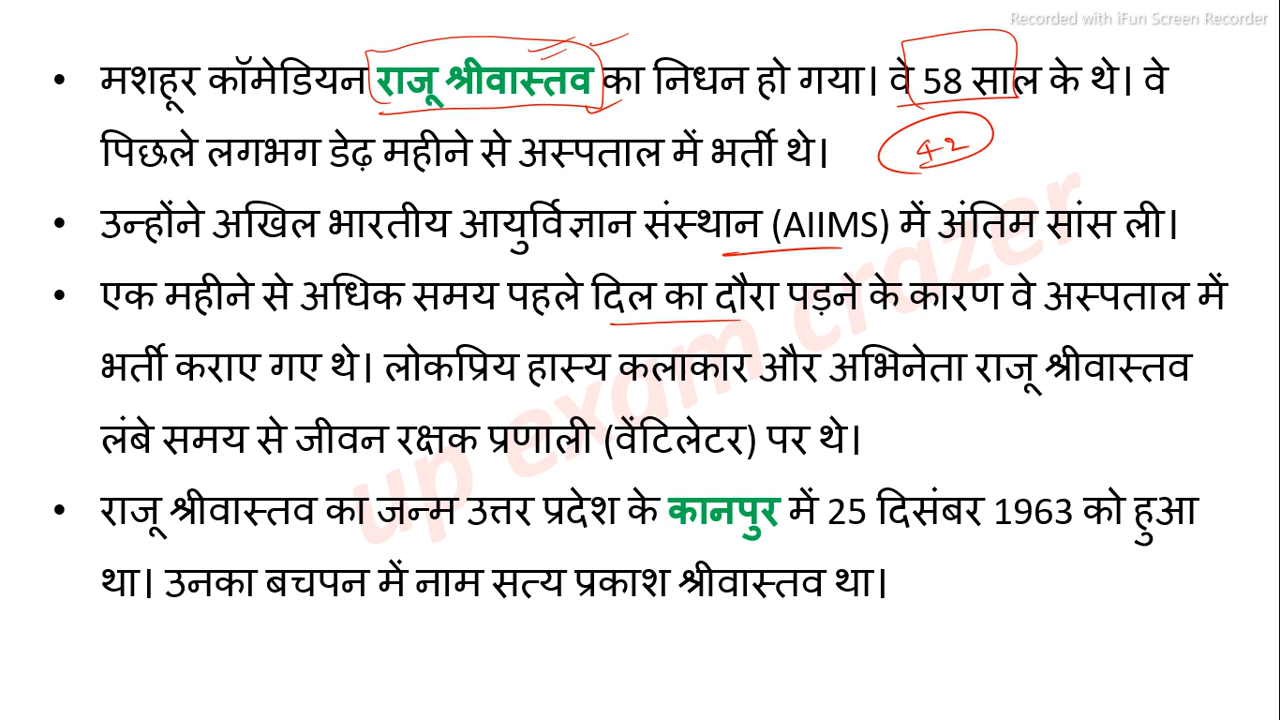 Recorded with iFun Screen Recorder
• मशहूर कॉमेडियन राजू श्रीवास्तव का निधन हो गया। वे 58 साल के थे। वे
पिछले लगभग डेढ़ महीने से अस्पताल में भर्ती थे।
42
• उन्होंने अखिल भारतीय आयुर्विज्ञान संस्थान (AIIMS) में अंतिम सांस ली।
• एक महीने से अधिक समय पहले दिल का दौरा पड़ने के कारण वे अस्पताल में
भर्ती कराए गए थे। लोकप्रिय हास्य कलाकार और अभिनेता राजू श्रीवास्तव
लंबे समय से जीवन रक्षक प्रणाली (वेंटिलेटर) पर थे।
• राजू श्रीवास्तव का जन्म उत्तर प्रदेश के कानपुर में 25 दिसंबर 1963 को हुआ
था। उनका बचपन में नाम सत्य प्रकाश श्रीवास्तव था।
up exam crazer